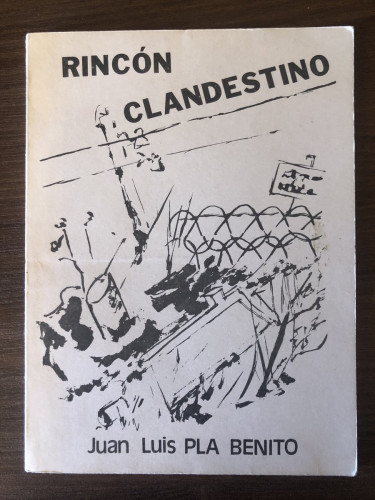 RINCÓN
CLANDESTINO
Juan Luis PLA BENITO